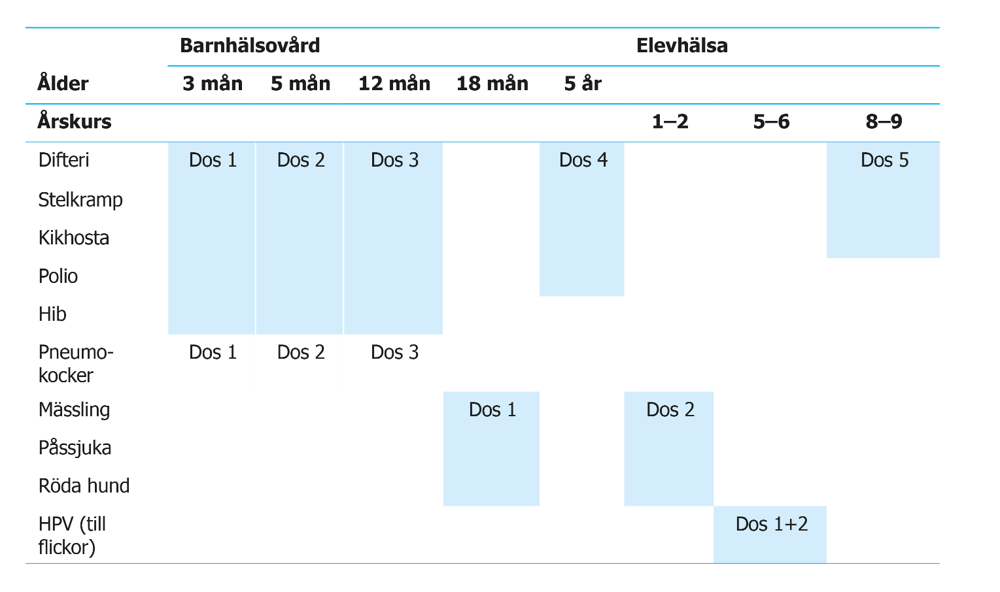 Barnhälsovård Elevhälsa
Ålder 3 mån 5 mån 12 mån 18 mån 5 år
Årskurs 1–2 5–6 8–9
Difteri Dos 1 Dos 2 Dos 3 Dos 4 Dos 5
Stelkramp
Kikhosta
Polio
Hib
Pneumo- Dos 1 Dos 2 Dos 3
kocker
Mässling Dos 1 Dos 2
Påssjuka
Röda hund
HPV (till Dos 1+2
flickor)